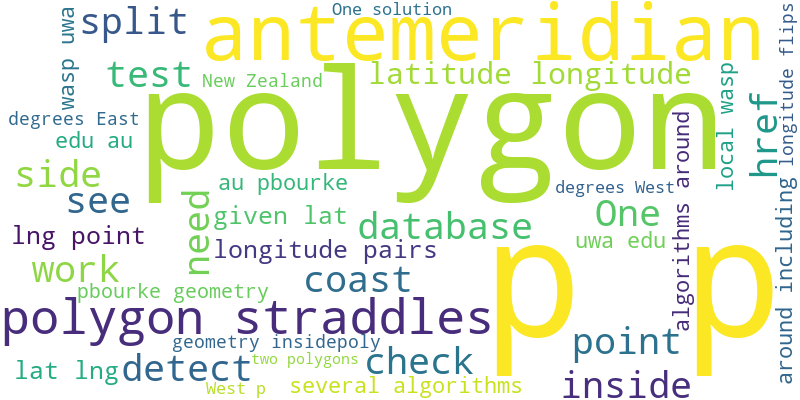 One solution
split
antemeridian
wasp uwa
test
New Zealand
latitude longitude
longitude flips
degrees East
polygon
local wasp
href
edu au
side
au pbourke
degrees West
see
need
given lat
database
One
algorithms around
lng point
longitude pairs
uwa edu
work
coast
p p
pbourke geometry
around including
polygon straddles
geometry insidepoly
point
detect
two polygons
check
lat lng
West p
several algorithms
inside